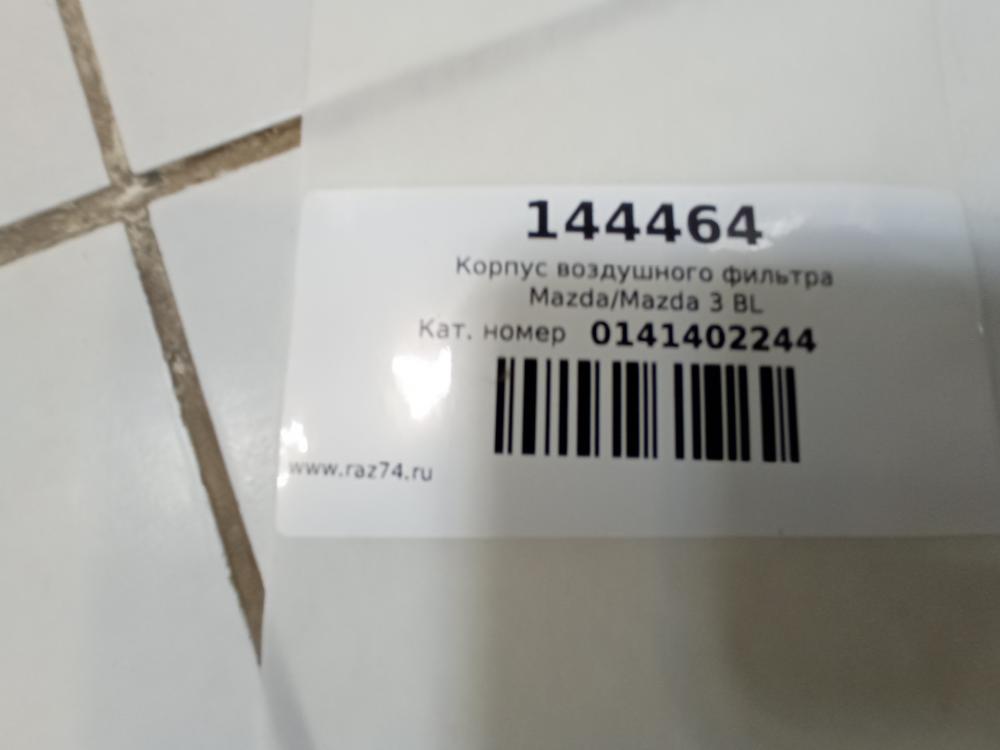 144464
Корпус воздушного фильтра
Mazda/Mazda 3 BL
Кат. номер 0141402244
www.raz74.ru